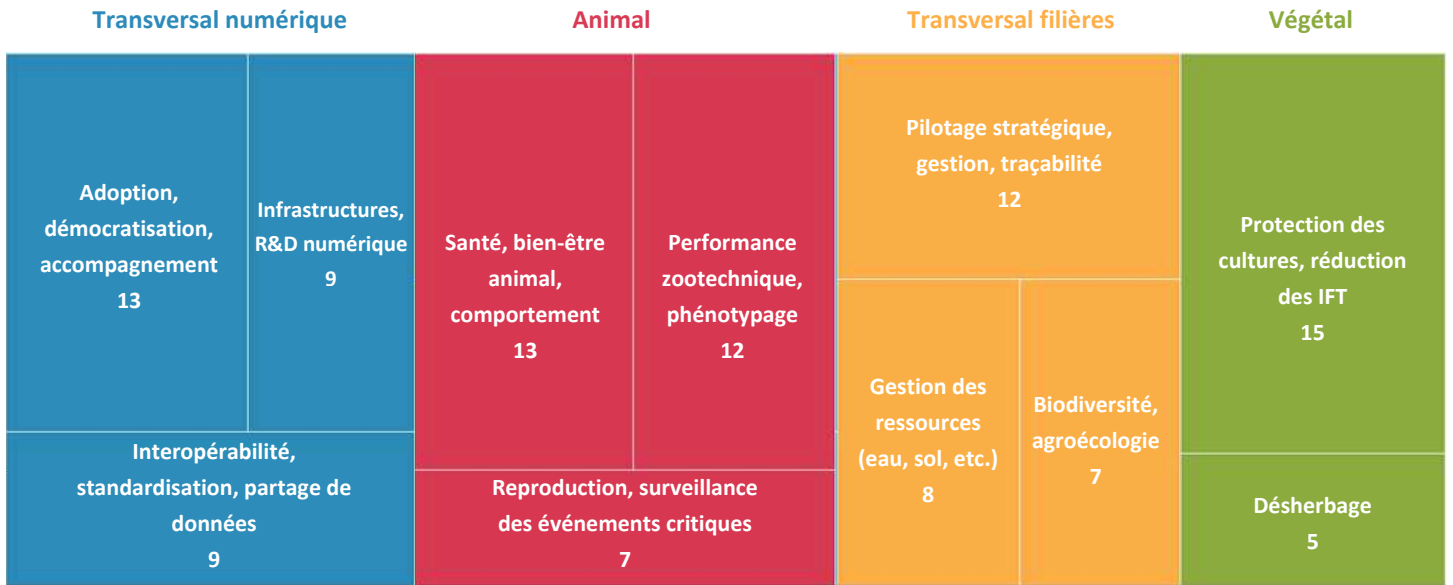 Transversal numérique
Animal
Transversal filières
Végétal
Adoption,
démocratisation,
accompagnement
13
Infrastructures,
R&D numérique
9
Interopérabilité,
standardisation, partage de
données
9
Santé, bien-être
animal,
comportement
13
Performance
zootechnique,
phénotypage
12
Reproduction, surveillance
des événements critiques
7
Pilotage stratégique,
gestion, traçabilité
12
Gestion des
ressources
(eau, sol, etc.)
8
Biodiversité,
agroécologie
7
Protection des
cultures, réduction
des IFT
15
Désherbage
5